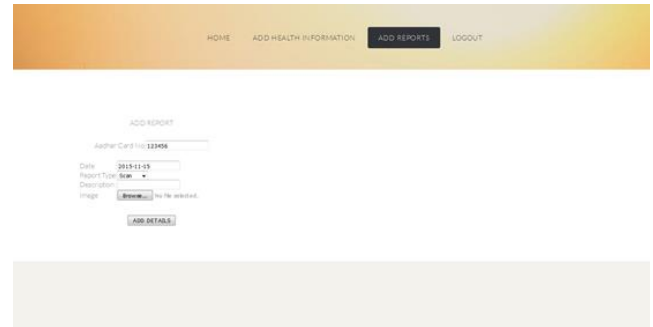 HOME ADD HEALTH INFORMATION ADD REPORTS LOGOUT
ADD REPORT
Aadhar Card No 123456
Date 2015-11-15
Report Type Scan
Description
Image Browse... No file selected.
ADD DETAILS